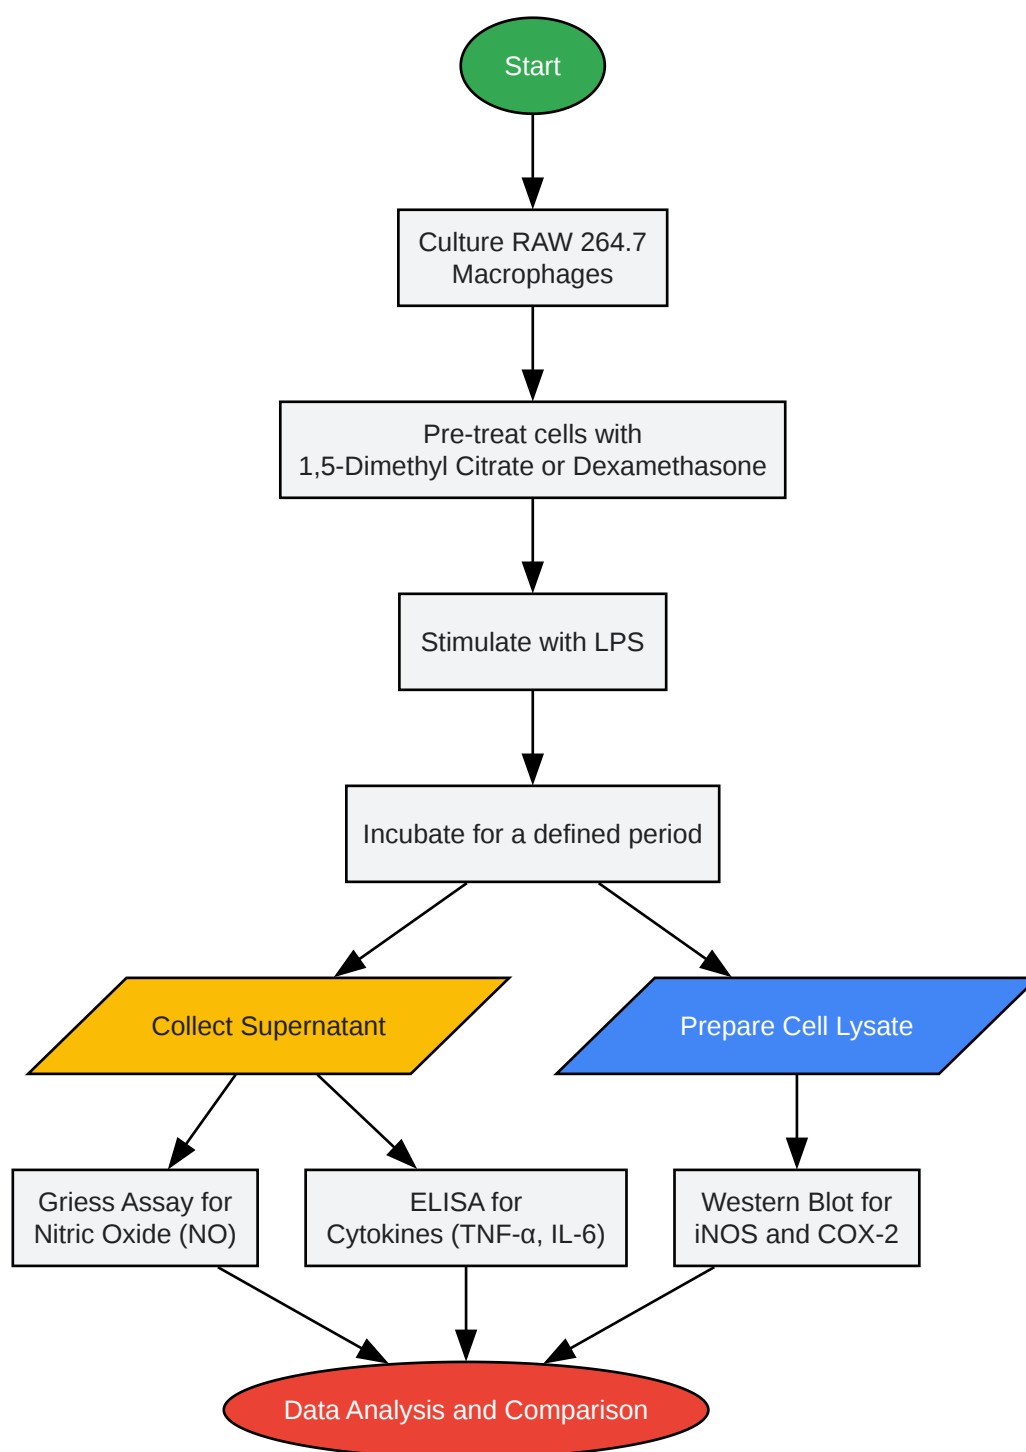 Start
Culture RAW 264.7
Macrophages
Pre-treat cells with
1,5-Dimethyl Citrate or Dexamethasone
Stimulate with LPS
Incubate for a defined period
Collect Supernatant
Prepare Cell Lysate
Griess Assay for
Nitric Oxide (NO)
ELISA for
Cytokines (TNF-α, IL-6)
Western Blot for
iNOS and COX-2
Data Analysis and Comparison